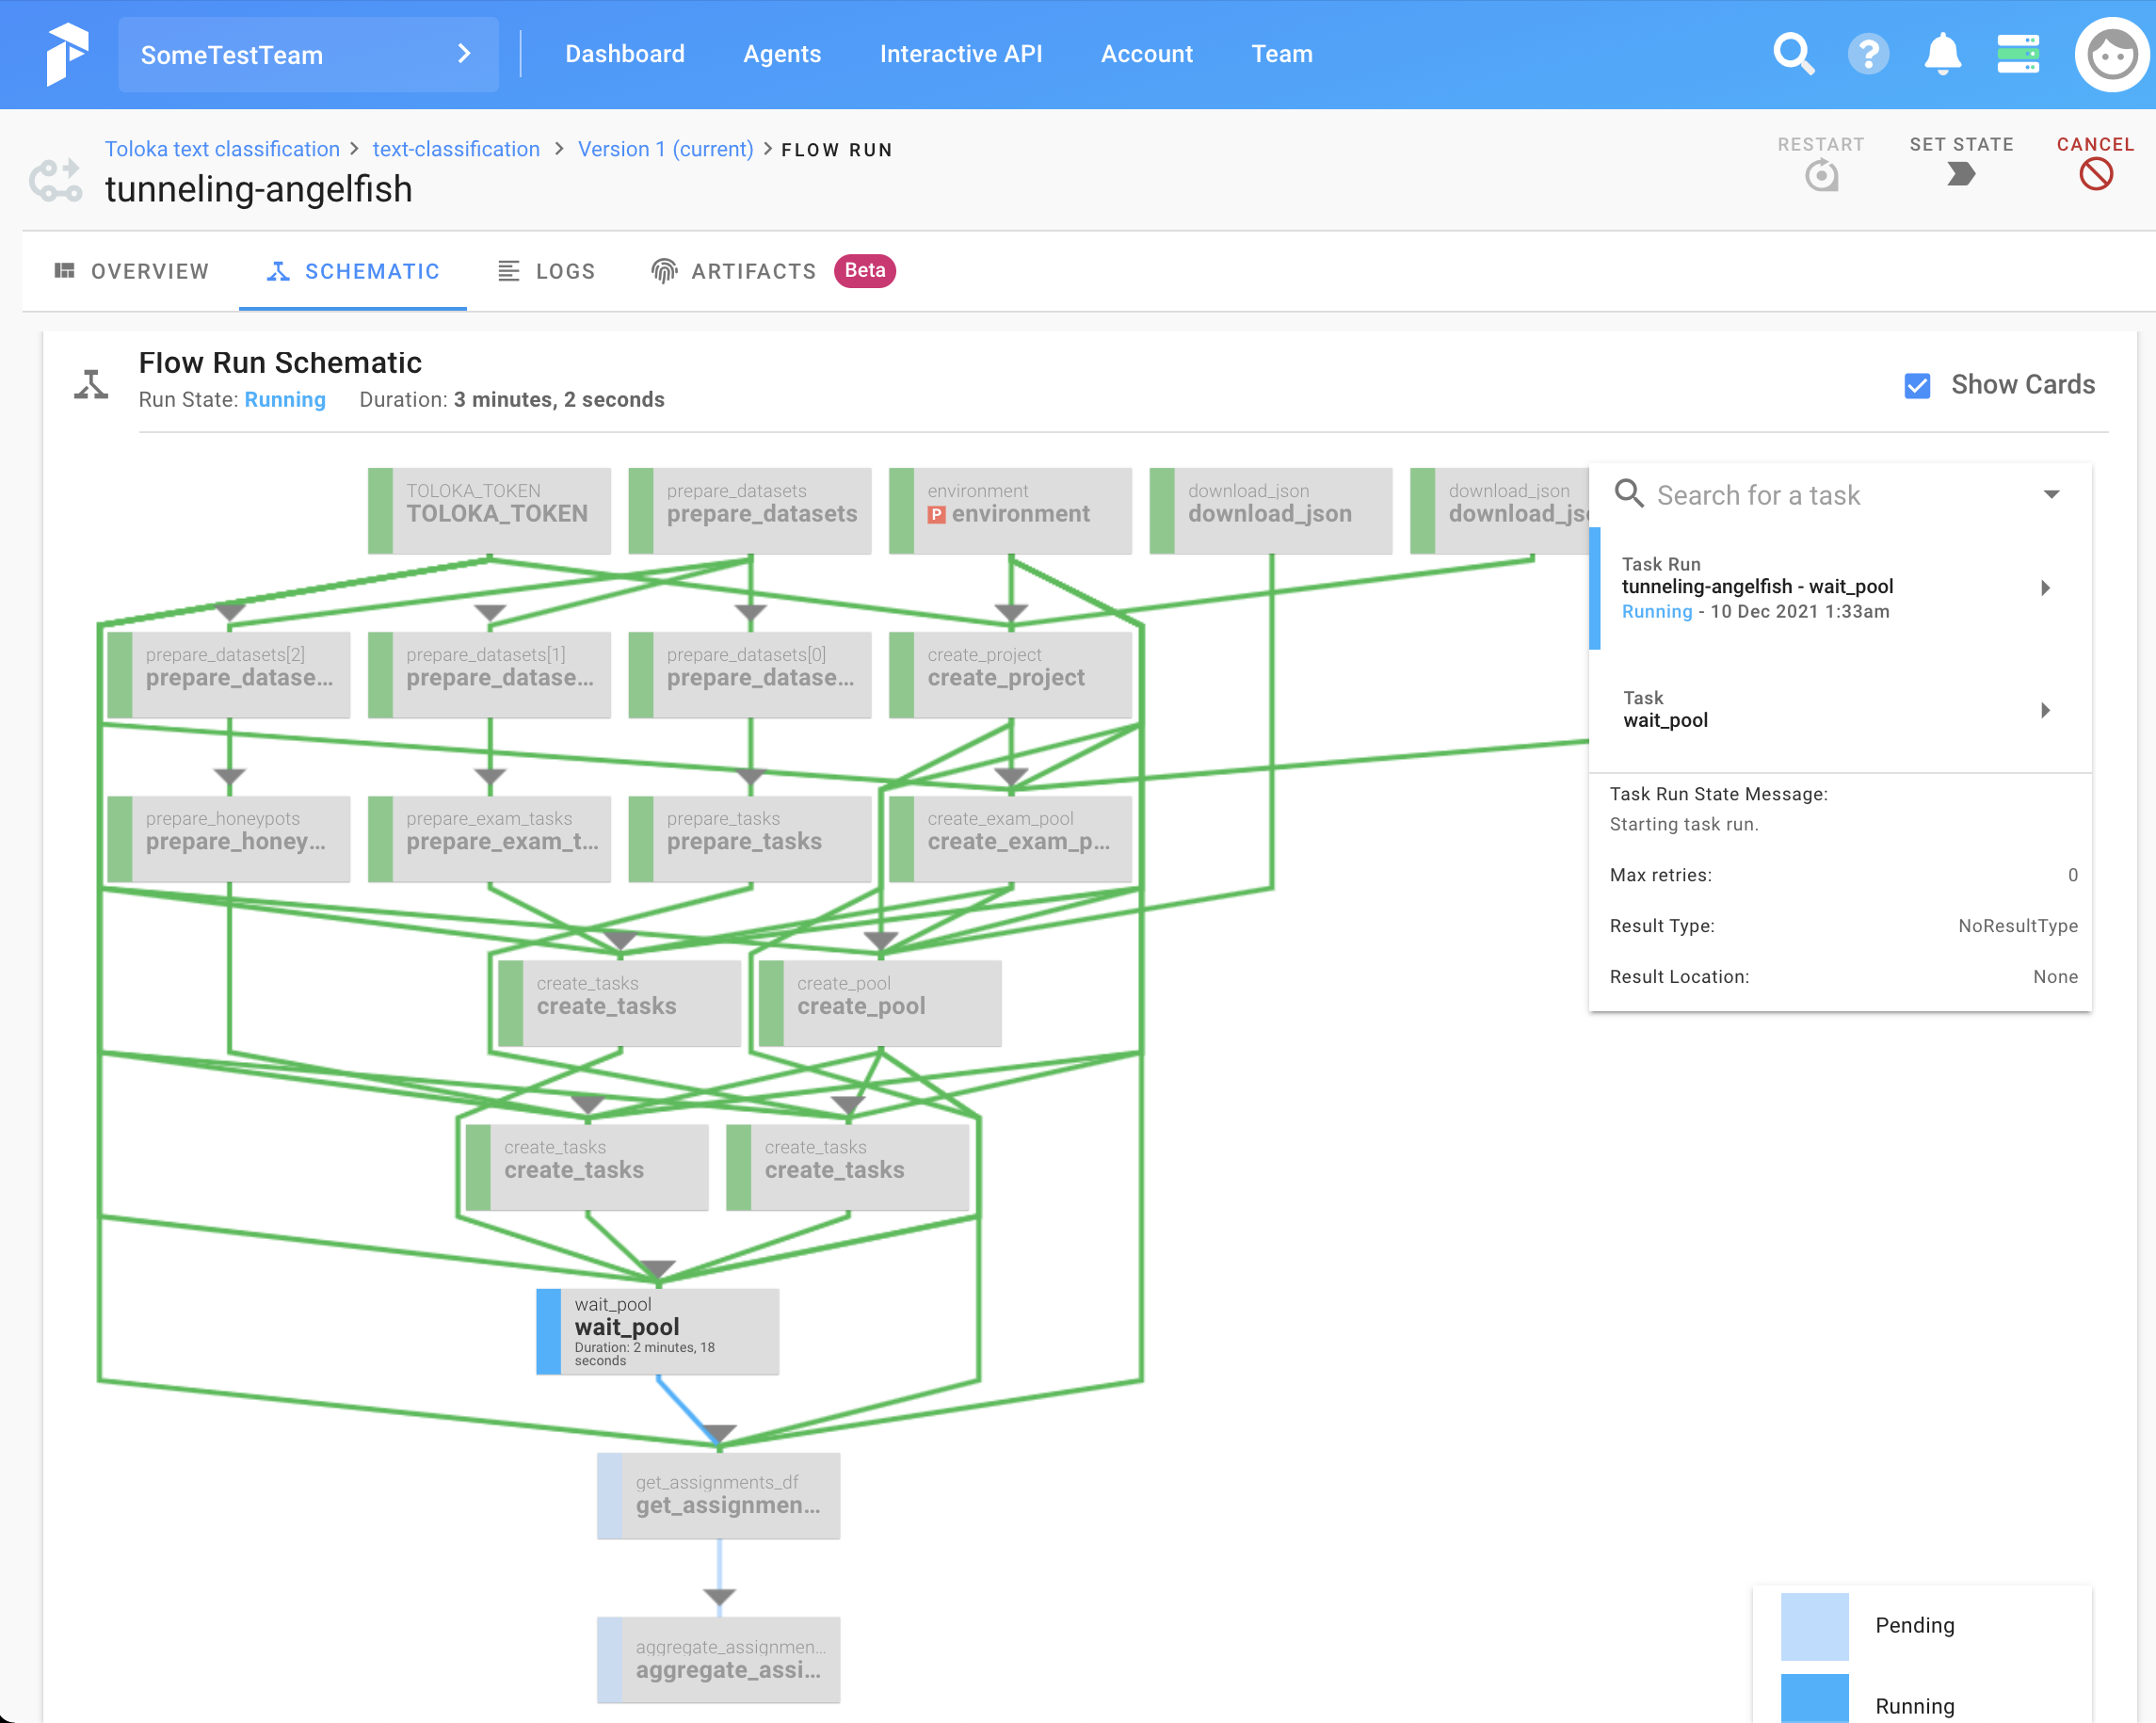 SomeTestTeam
Dashboard
Agents
Interactive API
Account
Team
?
Toloka text classification > text-classification > Version 1 (current) > FLOW RUN
tunneling-angelfish
RESTART
SET STATE
CANCEL
OVERVIEW
SCHEMATIC
LOGS
ARTIFACTS
Beta
Flow Run Schematic
Run State: Running Duration: 3 minutes, 2 seconds
Show Cards
TOLOKA_TOKEN
TOLOKA_TOKEN
prepare_datasets
prepare_datasets
environment
P environment
download_json
download_json
download_json
download_jso
prepare_datasets[2]
prepare_datase...
prepare_datasets[1]
prepare_datase...
prepare_datasets[0]
prepare_datase...
create_project
create_project
prepare_honeypots
prepare_honey...
prepare_exam_tasks
prepare_exam_t...
prepare_tasks
prepare_tasks
create_exam_pool
create_exam_p...
create_tasks
create_tasks
create_pool
create_pool
create_tasks
create_tasks
create_tasks
create_tasks
wait_pool
wait_pool
Duration: 2 minutes, 18
seconds
get_assignments_df
get_assignmen...
aggregate_assignmen...
aggregate_assi...
Search for a task
Task Run
tunneling-angelfish - wait_pool
Running - 10 Dec 2021 1:33am
Task
wait_pool
Task Run State Message:
Starting task run.
Max retries: 0
Result Type: NoResultType
Result Location: None
Pending
Running